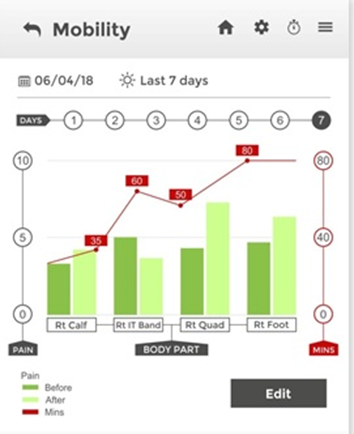 Mobility
06/04/18 Last 7 days
DAYS 1 2 3 4 5 6 7
10 80 80
60
50
5 35 40
0 0
Rt Calf Rt IT Band Rt Quad Rt Foot
PAIN BODY PART MINS
Pain
Before
After
Mins
Edit